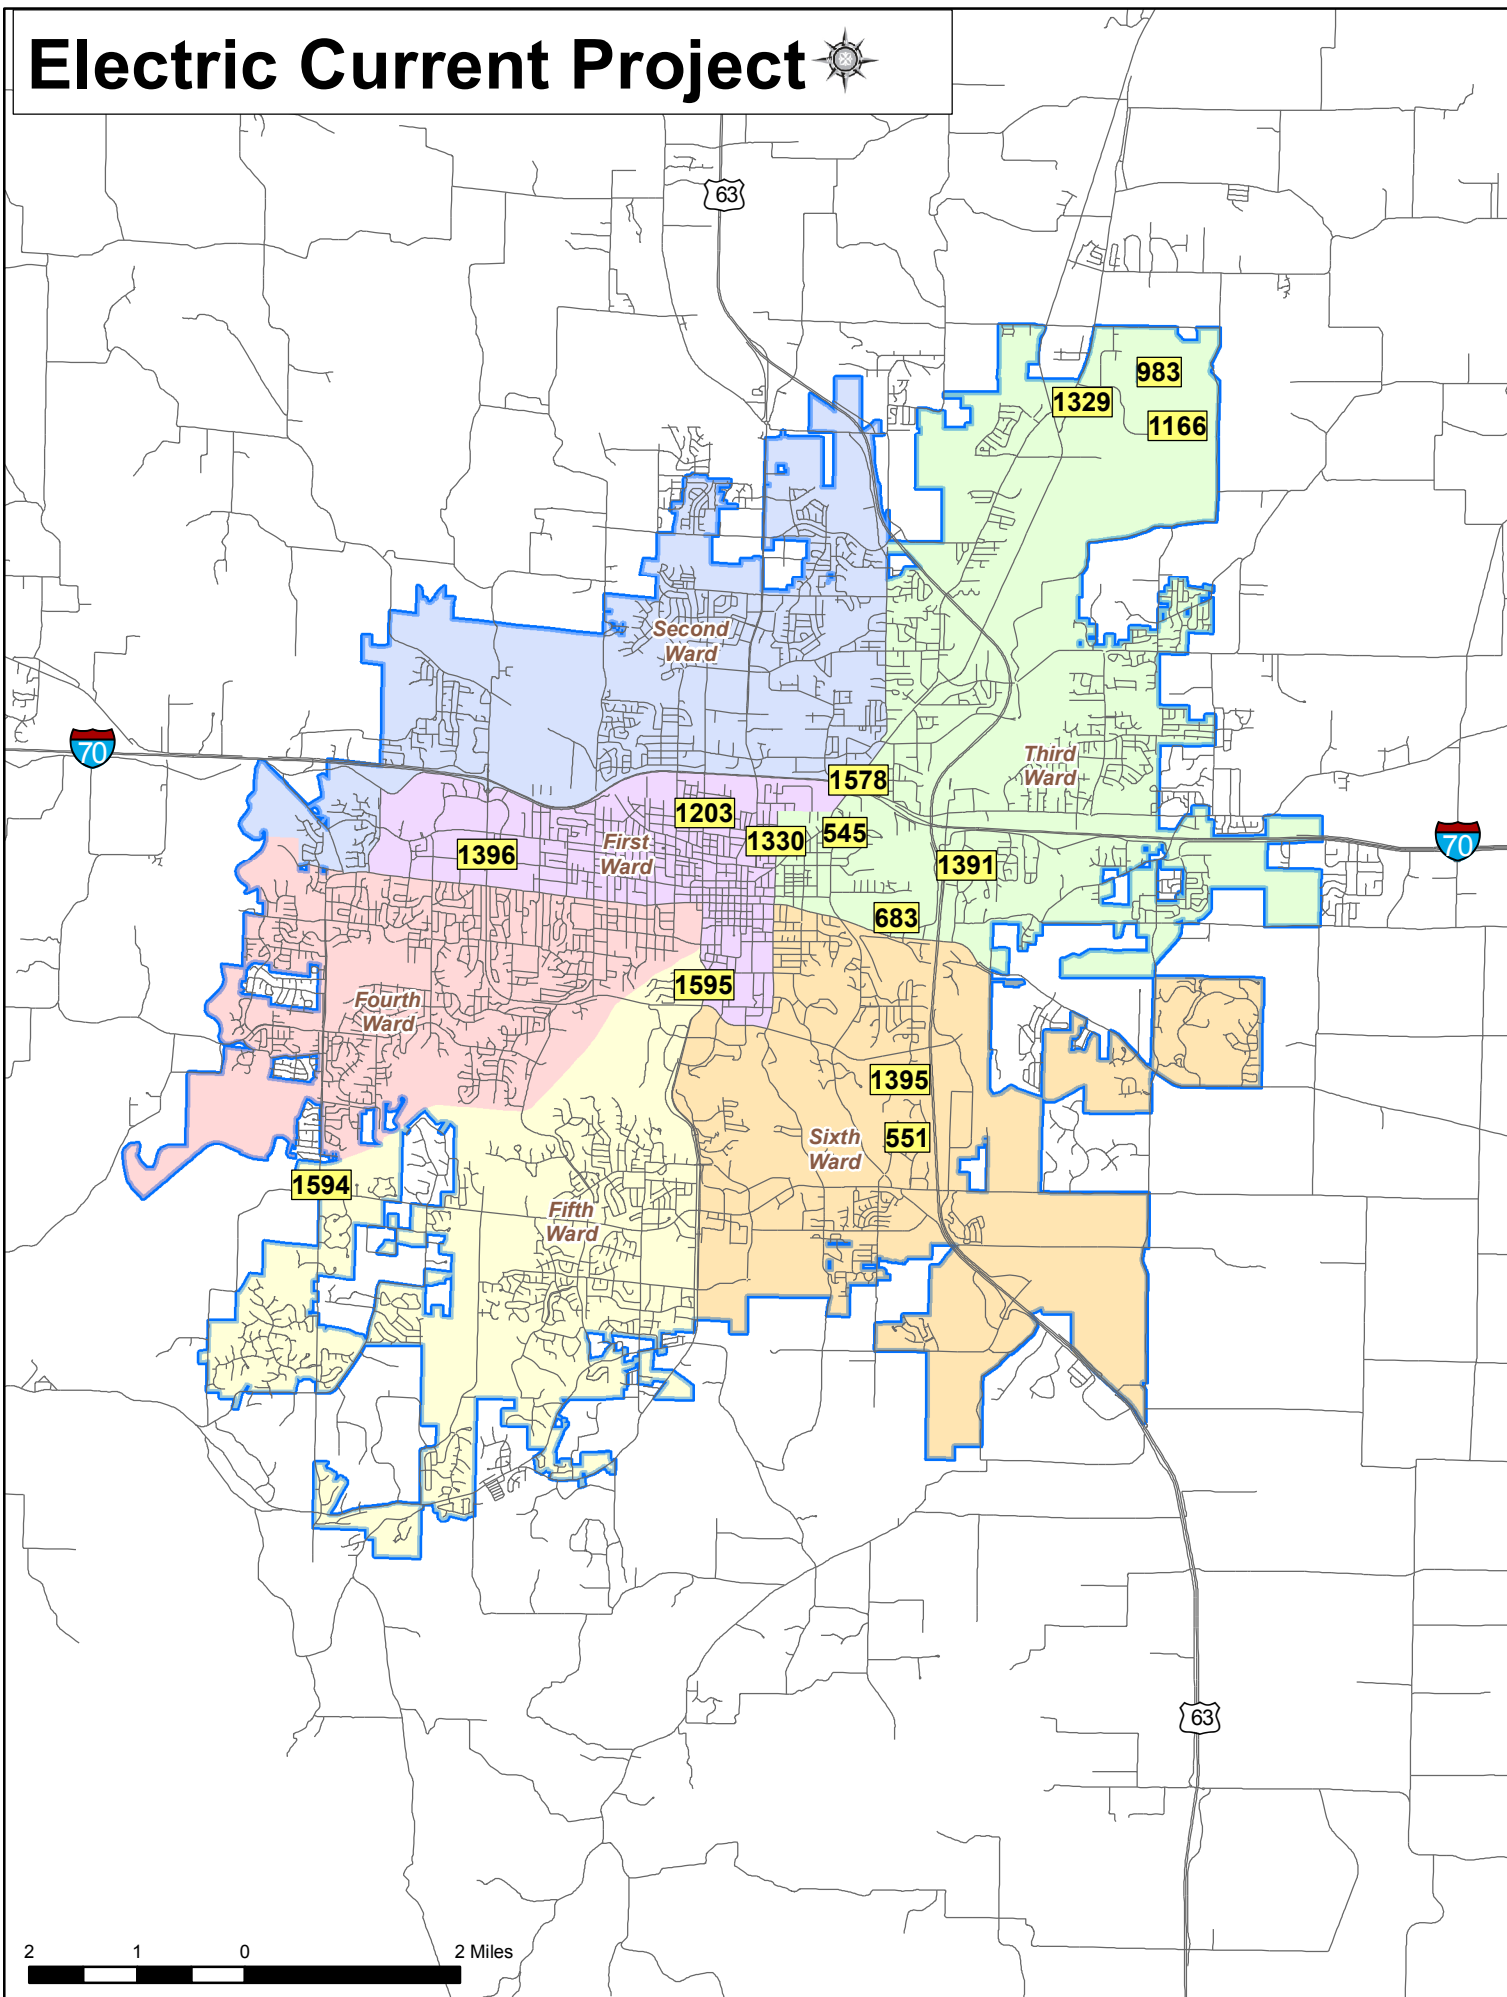 Electric Current Project
63
983
1329
1166
Second
Ward
70
Third
Ward
1578
1203
1330
545
First
Ward
1396
1391
70
683
1595
Fourth
Ward
1395
551
Sixth
Ward
1594
Fifth
Ward
63
2 1 0 2 Miles